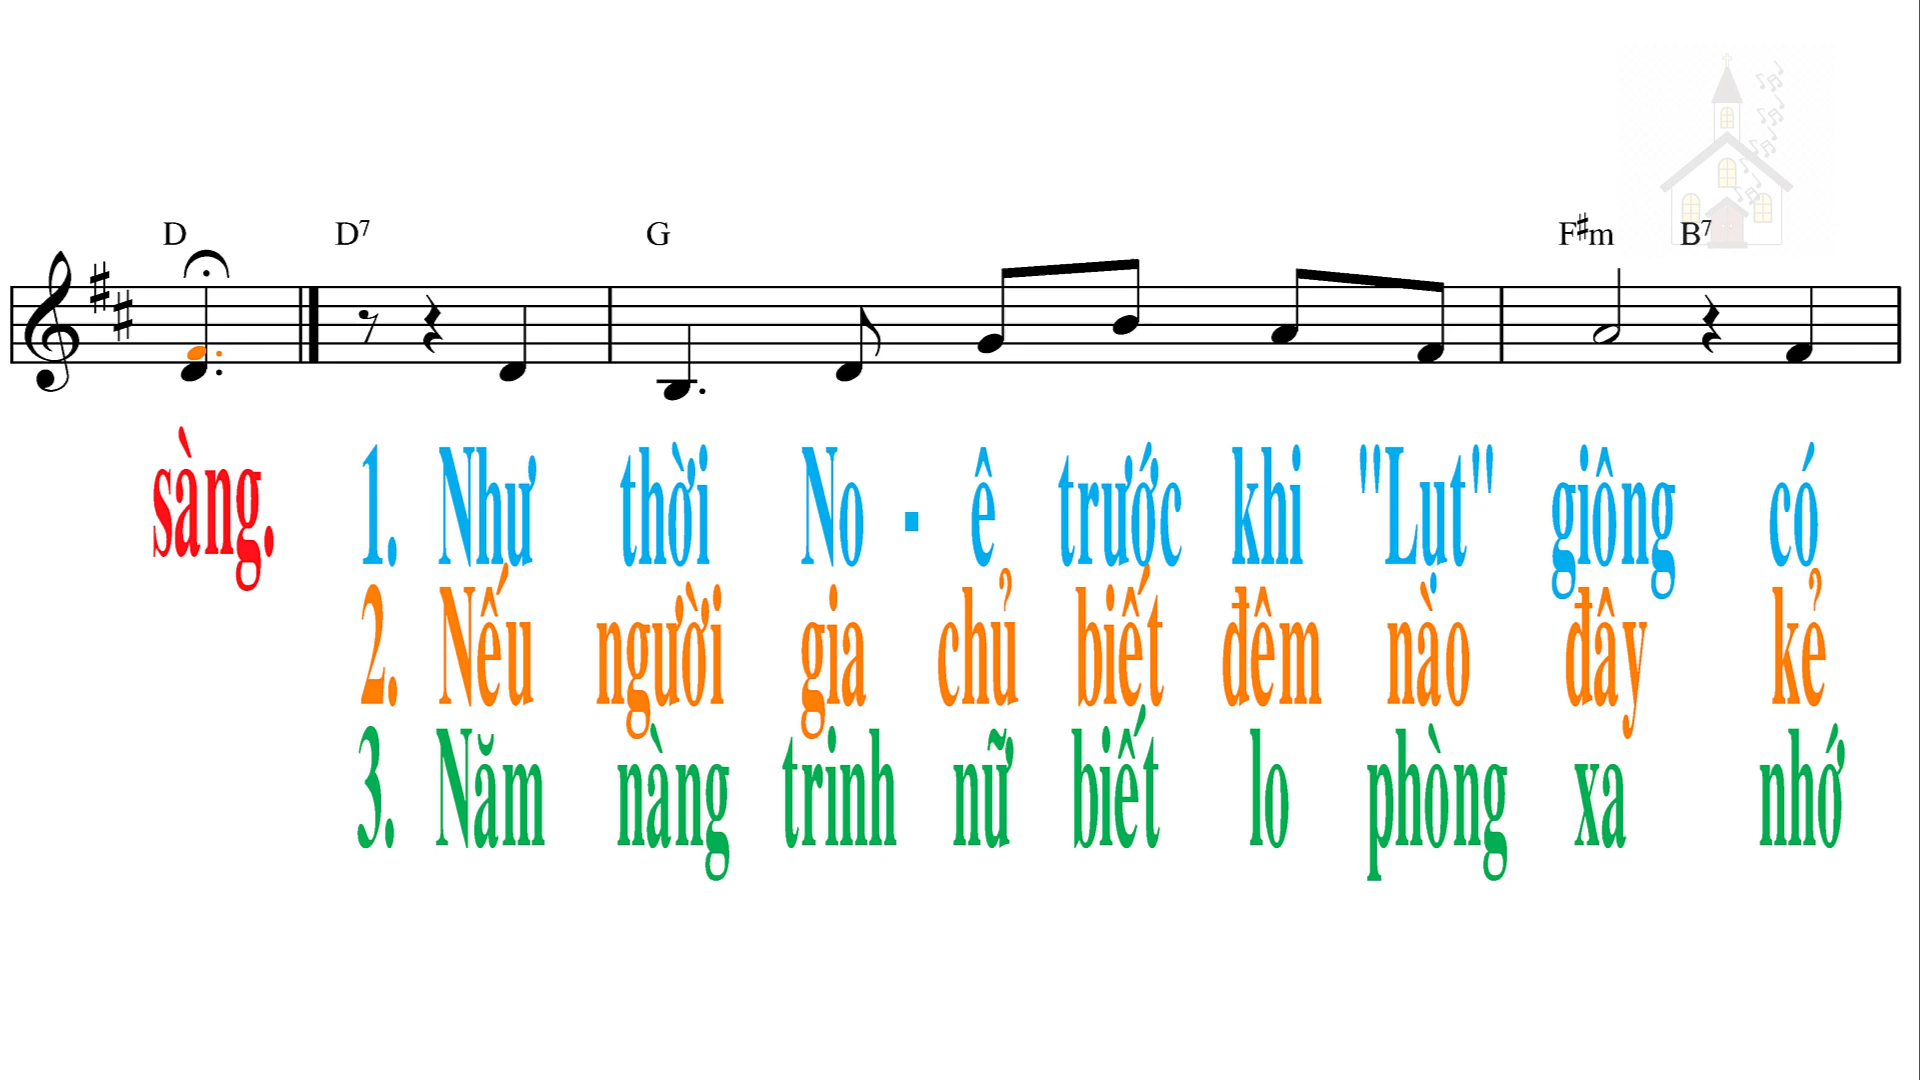 D D7 G F♯m B7
sàng. 1. Như thời No - ê trước khi "Lụt" giông có
2. Nếu người gia chủ biết đêm nào đây kẻ
3. Năm nàng trinh nữ biết lo phòng xa nhớ